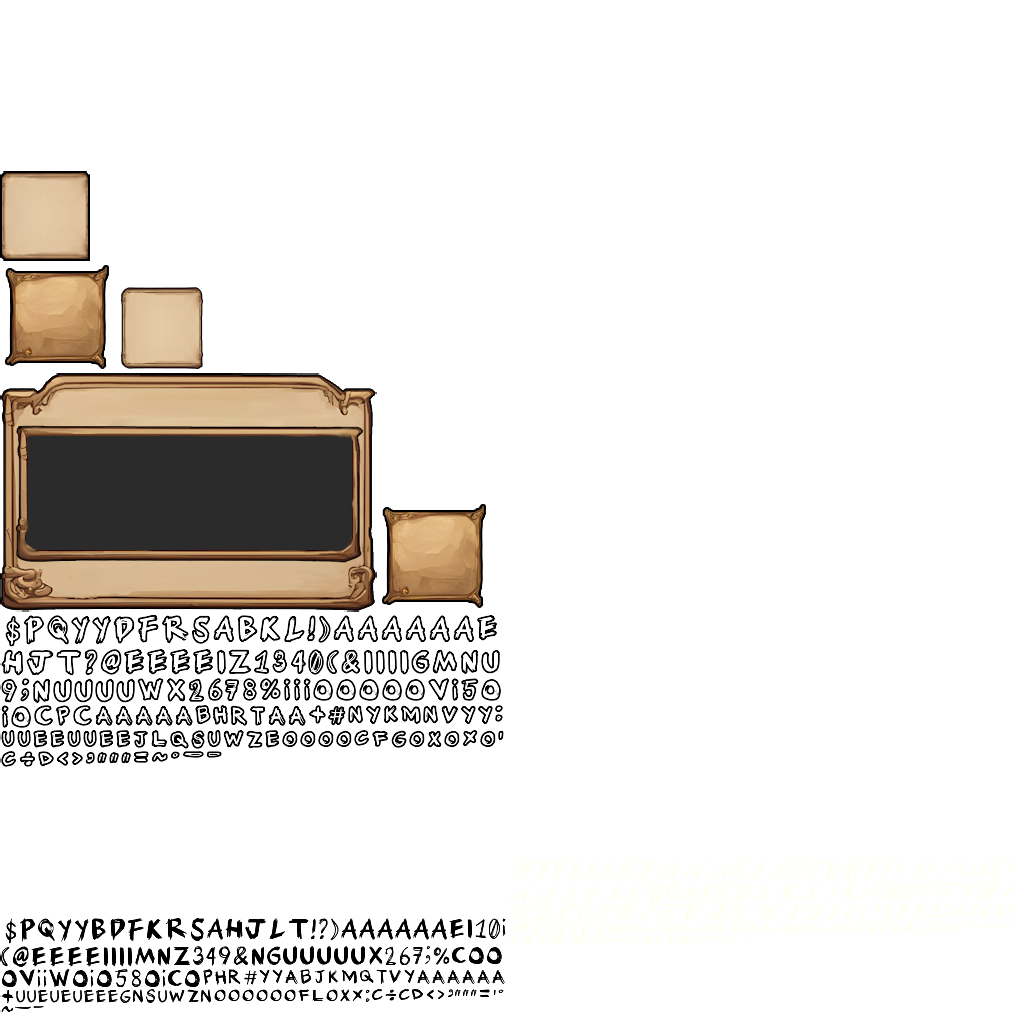 $PQYYDFRSABKL!)AAAAAAE
HJT?@EEEEIZ1340(&IIIIGMNU
9;NUUUUWX2678%iiiOOOOOVi5O
iOCPCAAAAABHRTAA+#NYKMNVYY:
UUEEUUEEJLQSUWZEOOOOCFGOXOXO'
C÷D<>
$PQYYBDFKRSAHJLT!?)AAAAAAEI10i
(@EEEEIIIIMNZ349&NGUUUUUX267;%COO
OViiWOiO580iCOPHR#YYABJKMQTVYAAAAAA
+UUEUEUEEEGNSUWZNOOOOOOFLOXX:C÷CD<>